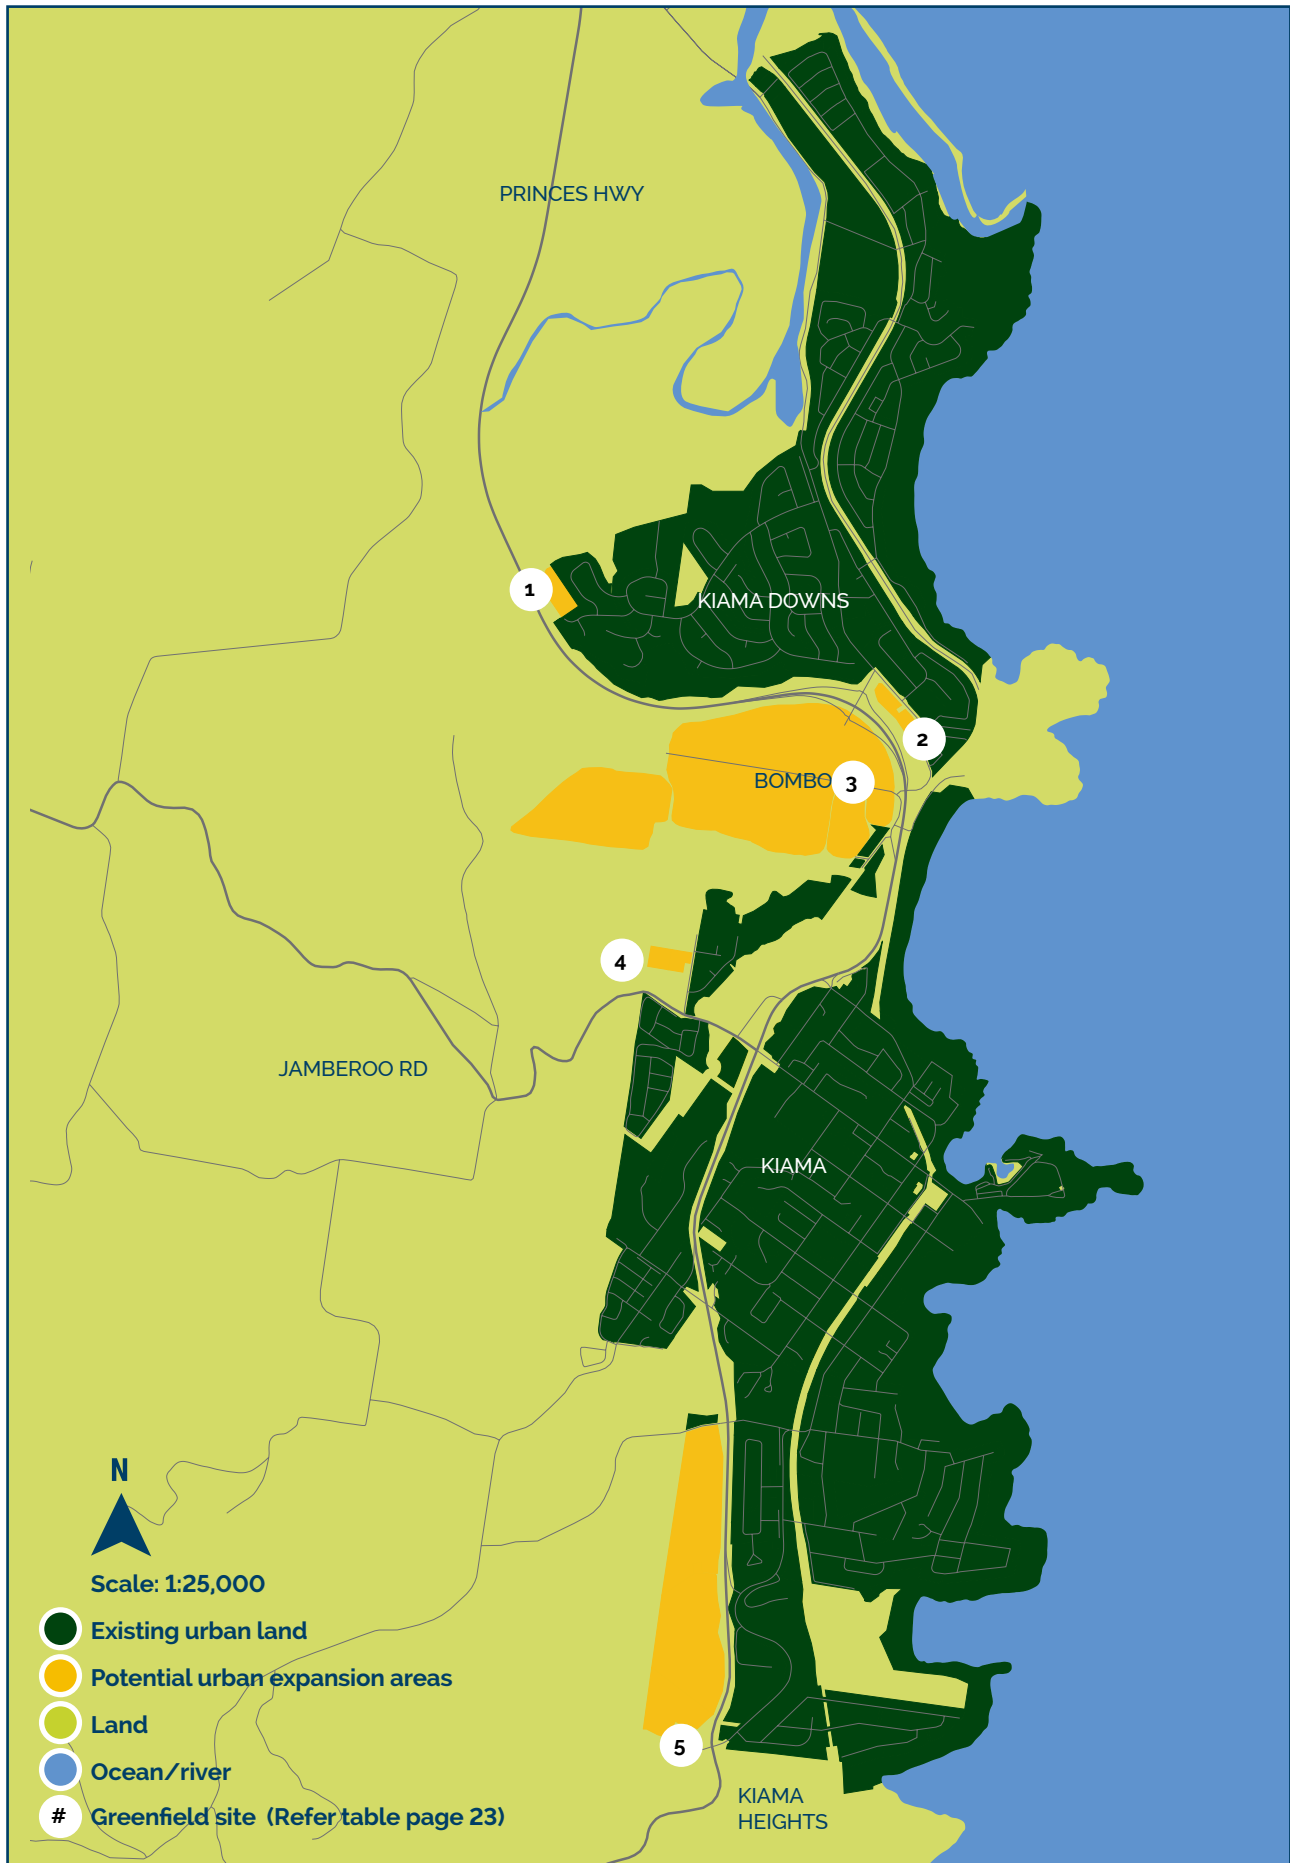 PRINCES HWY
1
KIAMA DOWNS
2
BOMBO
3
4
JAMBEROO RD
KIAMA
N
Scale: 1:25,000
Existing urban land
Potential urban expansion areas
Land
Ocean/river
# Greenfield site (Refer table page 23)
5
KIAMA
HEIGHTS